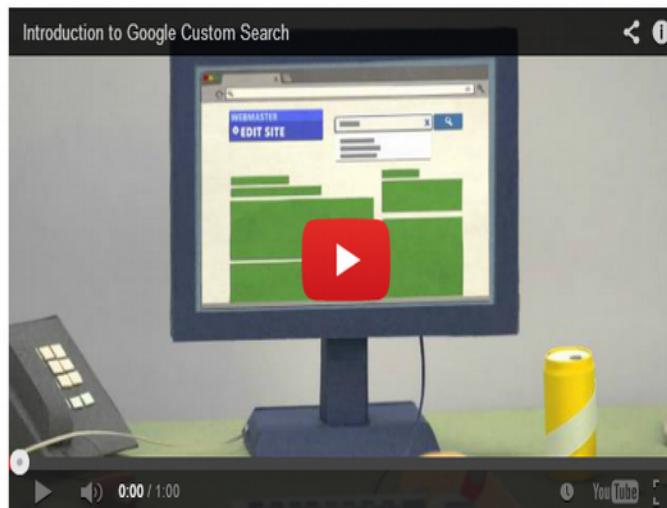 Introduction to Google Custom Search
WEBMASTER
EDIT SITE
X
0:00 / 1:00
YouTube